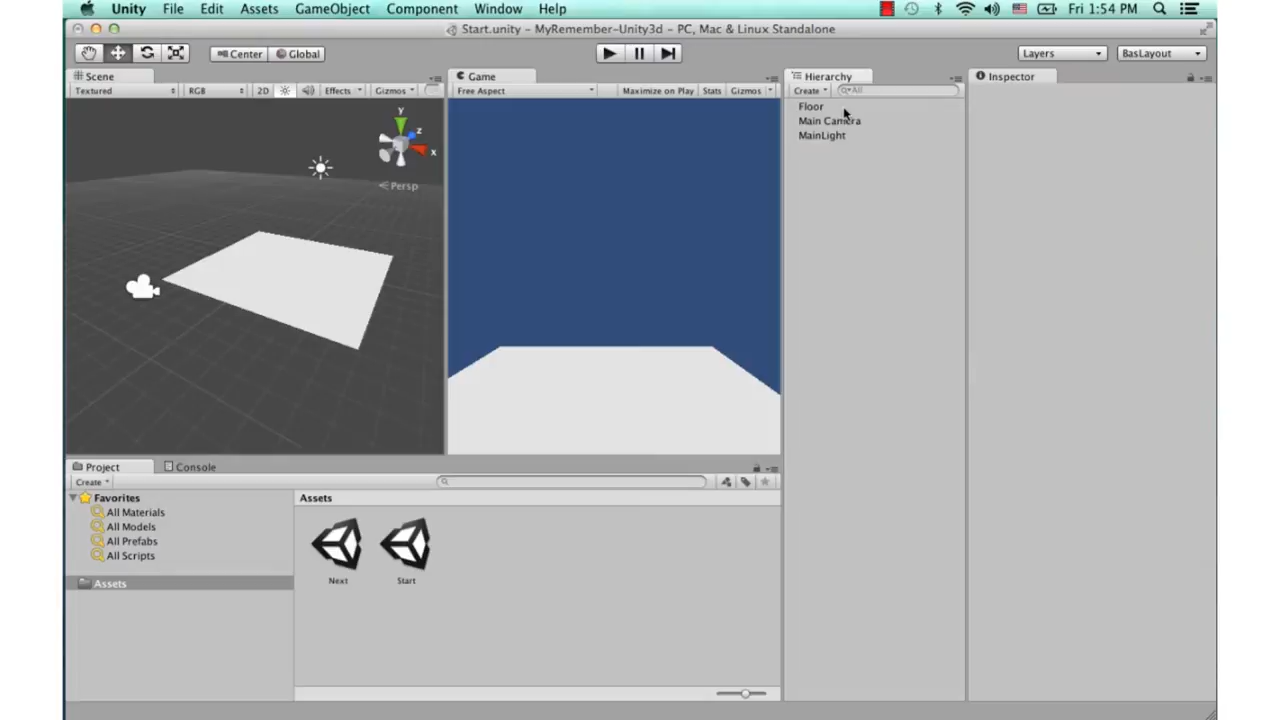 Unity File Edit Assets GameObject Component Window Help Fri 1:54 PM
Start.unity - MyRemember-Unity3d - PC, Mac & Linux Standalone
Center Global Layers BasLayout
Scene Game Hierarchy Inspector
Textured RGB 2D Effects Gizmos Free Aspect Maximize on Play Stats Gizmos Create All
Floor
Main Camera
MainLight
y
z
x
Persp
Project Console
Create
Favorites Assets
All Materials
All Models
All Prefabs
All Scripts
Next Start
Assets